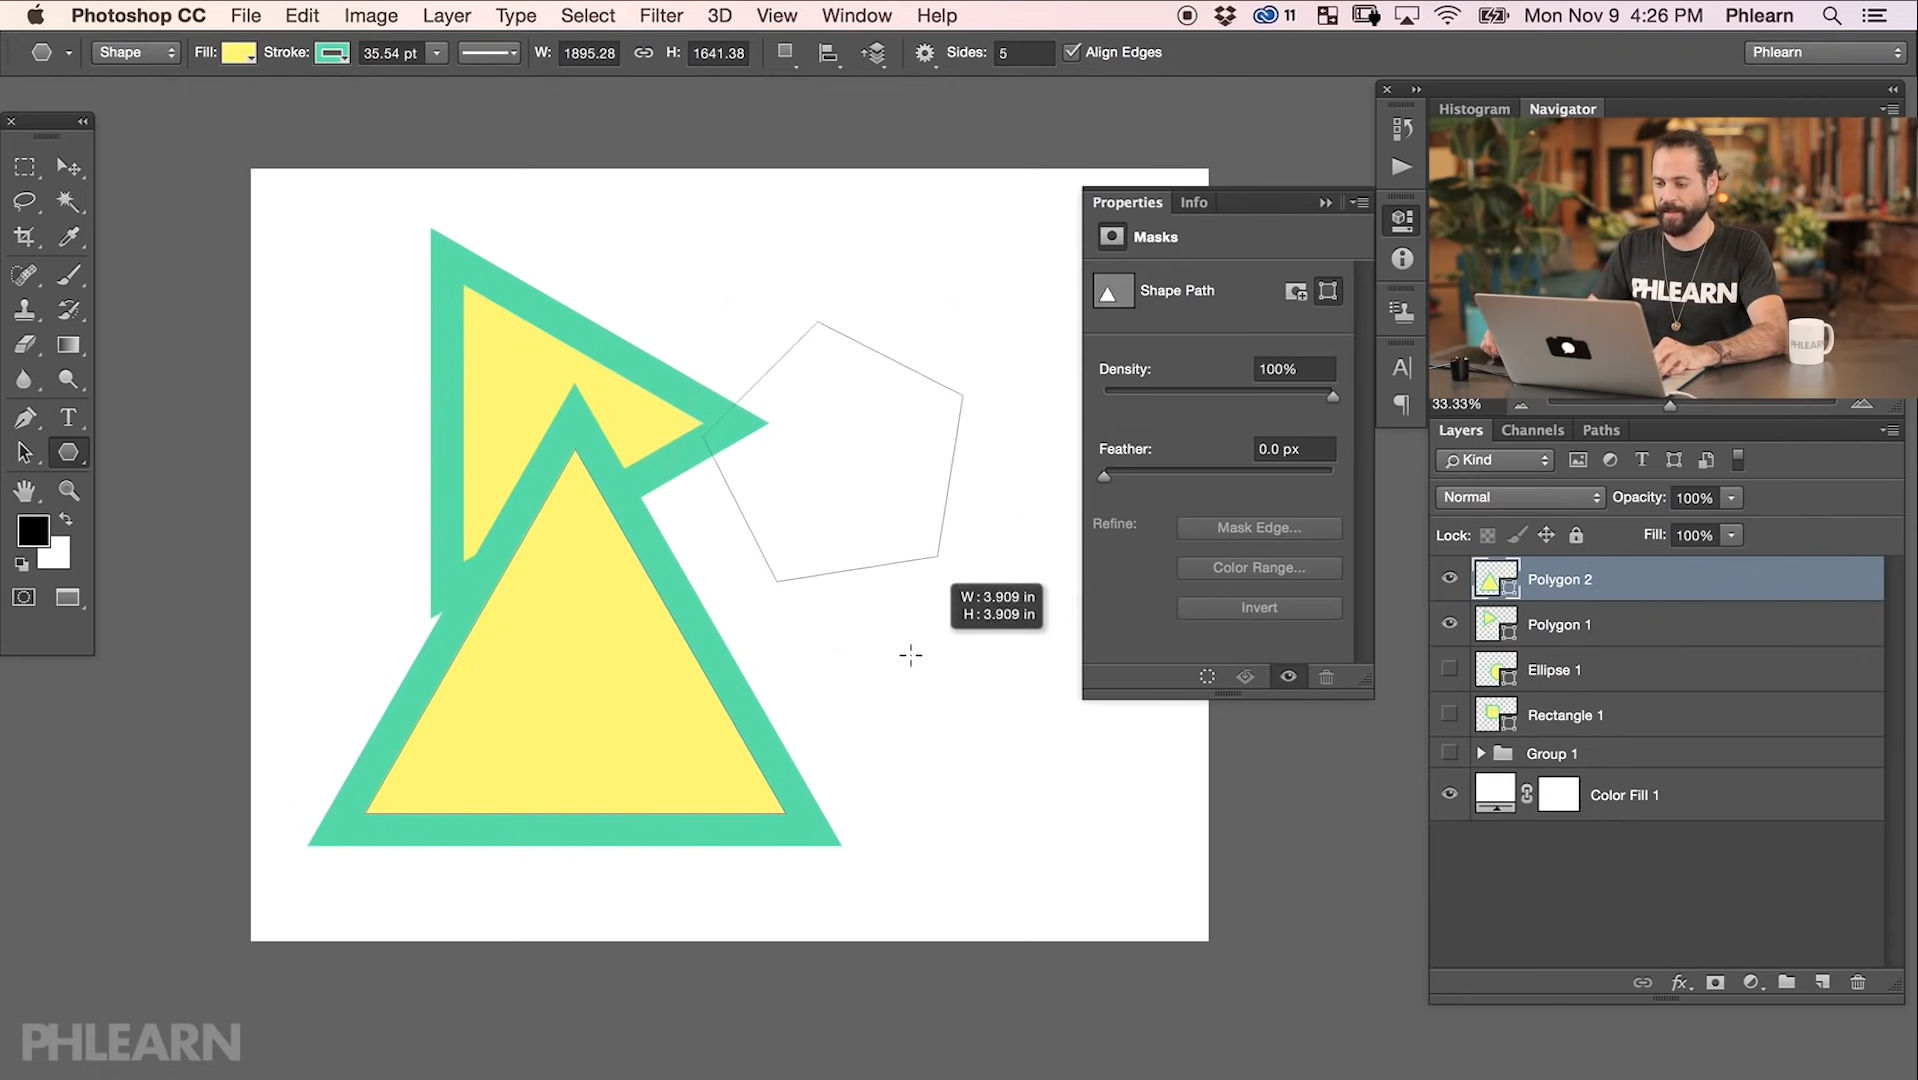 Photoshop CC File Edit Image Layer Type Select Filter 3D View Window Help 11 Mon Nov 9 4:26 PM Phlearn
Shape Fill: Stroke: 35.54 pt W: 1895.28 H: 1641.38 Sides: 5 Align Edges Phlearn
Histogram Navigator
Properties Info
Masks
Shape Path
Density: 100%
Feather: 0.0 px
Refine: Mask Edge...
Color Range...
Invert
PHLEARN
PHLEARN
33.33%
Layers Channels Paths
Kind
Normal Opacity: 100%
Lock: Fill: 100%
Polygon 2
Polygon 1
Ellipse 1
Rectangle 1
Group 1
Color Fill 1
W: 3.909 in
H: 3.909 in
fx
PHLEARN